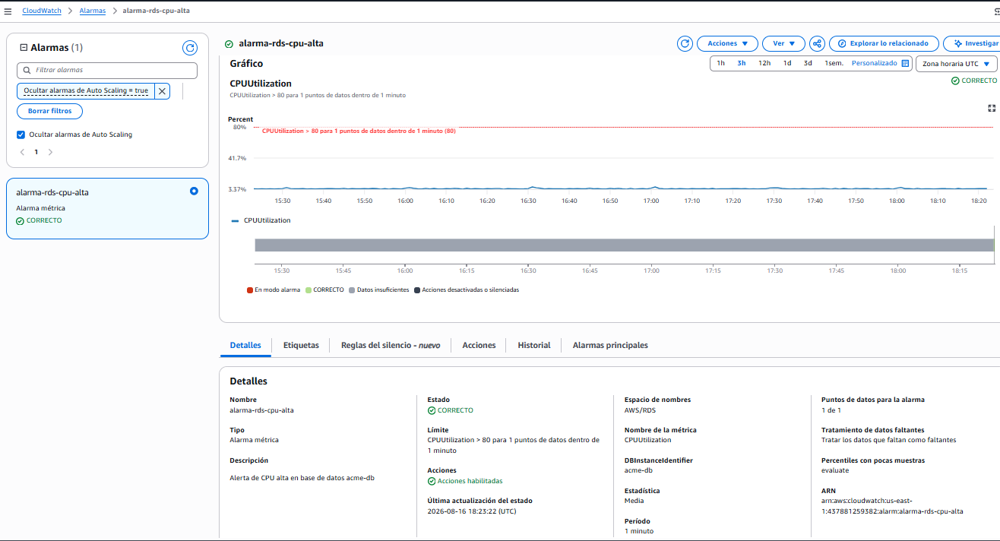 CloudWatch > Alarmas > alarma-rds-cpu-alta
Alarmas (1)
Filtrar alarmas
Ocultar alarmas de Auto Scaling = true
Borrar filtros
Ocultar alarmas de Auto Scaling
1
alarma-rds-cpu-alta
Alarma métrica
CORRECTO
alarma-rds-cpu-alta
Acciones
Ver
Explorar lo relacionado
Investigar
Gráfico
1h 3h 12h 1d 3d 1sem. Personalizado
Zona horaria UTC
CPUUtilization
CORRECTO
CPUUtilization > 80 para 1 puntos de datos dentro de 1 minuto
Percent
80%
CPUUtilization > 80 para 1 puntos de datos dentro de 1 minuto (80)
41.7%
3.37%
15:30 15:40 15:50 16:00 16:10 16:20 16:30 16:40 16:50 17:00 17:10 17:20 17:30 17:40 17:50 18:00 18:10 18:20
CPUUtilization
15:30 15:45 16:00 16:15 16:30 16:45 17:00 17:15 17:30 17:45 18:00 18:15
En modo alarma CORRECTO Datos insuficientes Acciones desactivadas o silenciadas
Detalles Etiquetas Reglas del silencio - nuevo Acciones Historial Alarmas principales
Detalles
Nombre
alarma-rds-cpu-alta
Tipo
Alarma métrica
Descripción
Alerta de CPU alta en base de datos acme-db
Estado
CORRECTO
Límite
CPUUtilization > 80 para 1 puntos de datos dentro de
1 minuto
Acciones
Acciones habilitadas
Última actualización del estado
2026-08-16 18:23:22 (UTC)
Espacio de nombres
AWS/RDS
Nombre de la métrica
CPUUtilization
DBInstanceIdentifier
acme-db
Estadística
Media
Período
1 minuto
Puntos de datos para la alarma
1 de 1
Tratamiento de datos faltantes
Tratar los datos que faltan como faltantes
Percentiles con pocas muestras
evaluate
ARN
arn:aws:cloudwatch:us-east-
1:437881259382:alarm:alarma-rds-cpu-alta